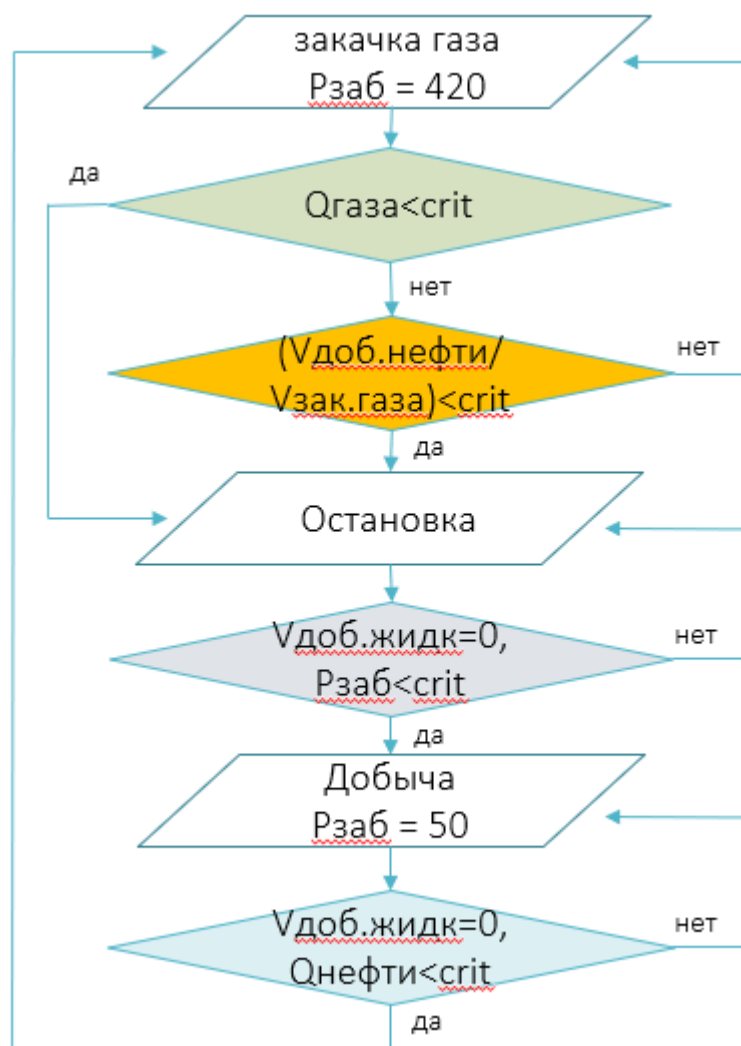 закачка газа
Рзаб = 420
да
Qгаза<crit
нет
(Vдоб.нефти/
Vзак.газа)<crit
нет
да
Остановка
Vдоб.жидк=0,
Рзаб<crit
нет
да
Добыча
Рзаб = 50
Vдоб.жидк=0,
Qнефти<crit
нет
да